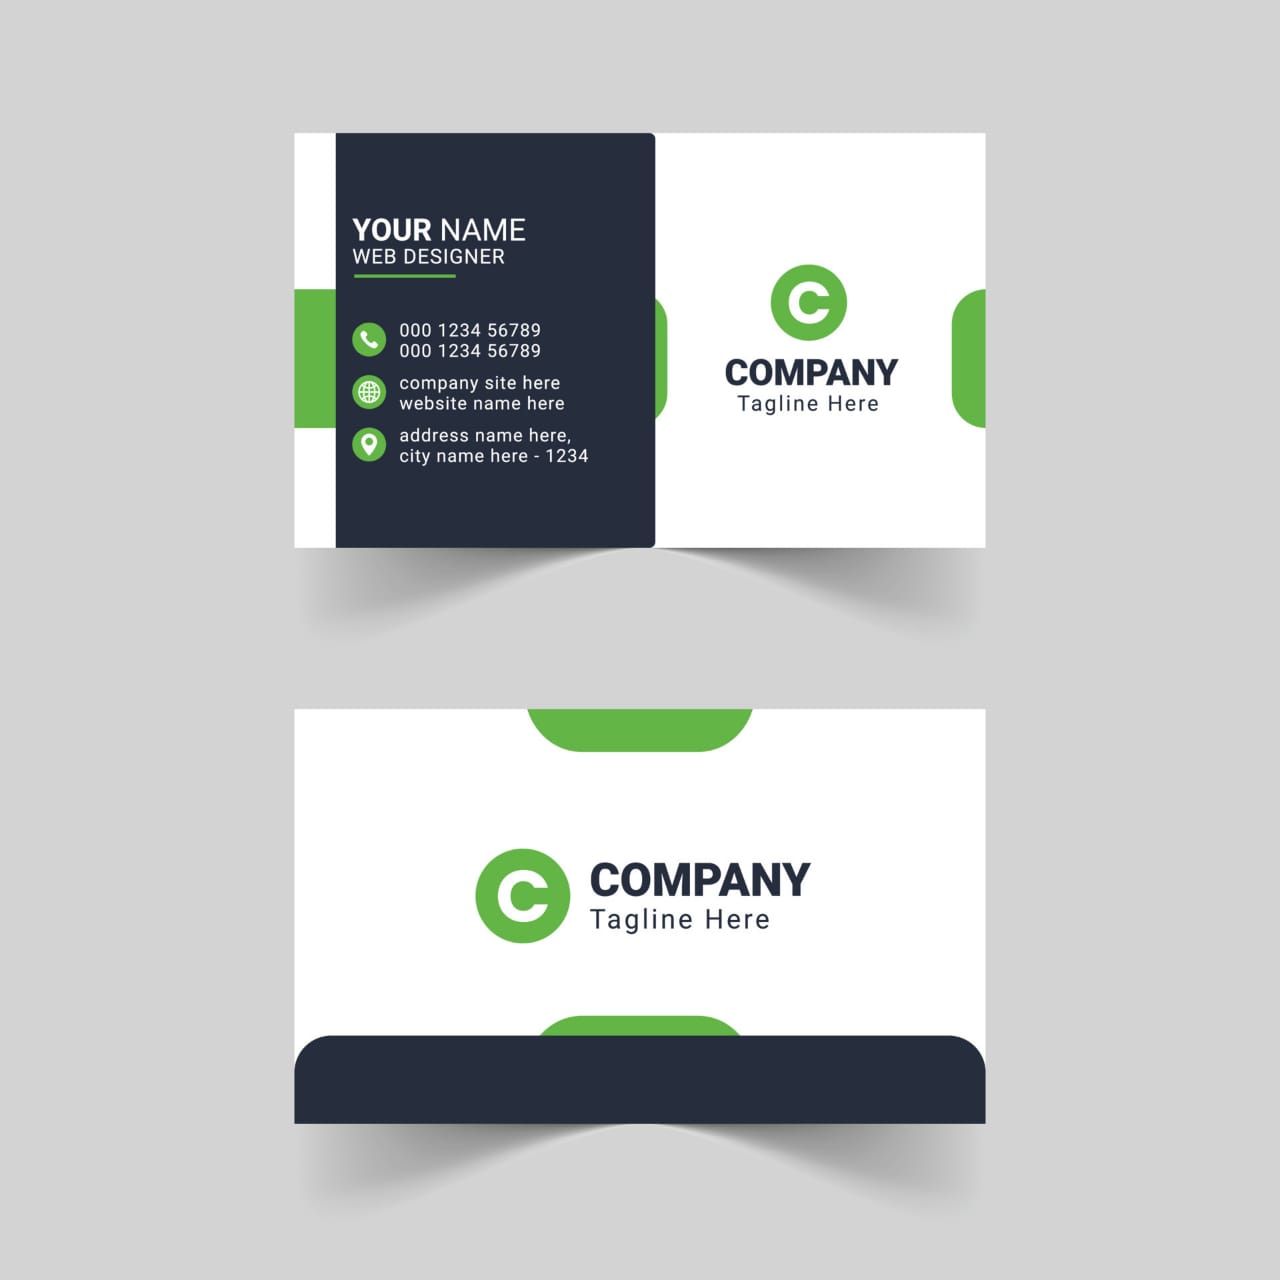 YOUR NAME
WEB DESIGNER
000 1234 56789
000 1234 56789
company site here
website name here
address name here,
city name here - 1234
C
COMPANY
Tagline Here
C
COMPANY
Tagline Here